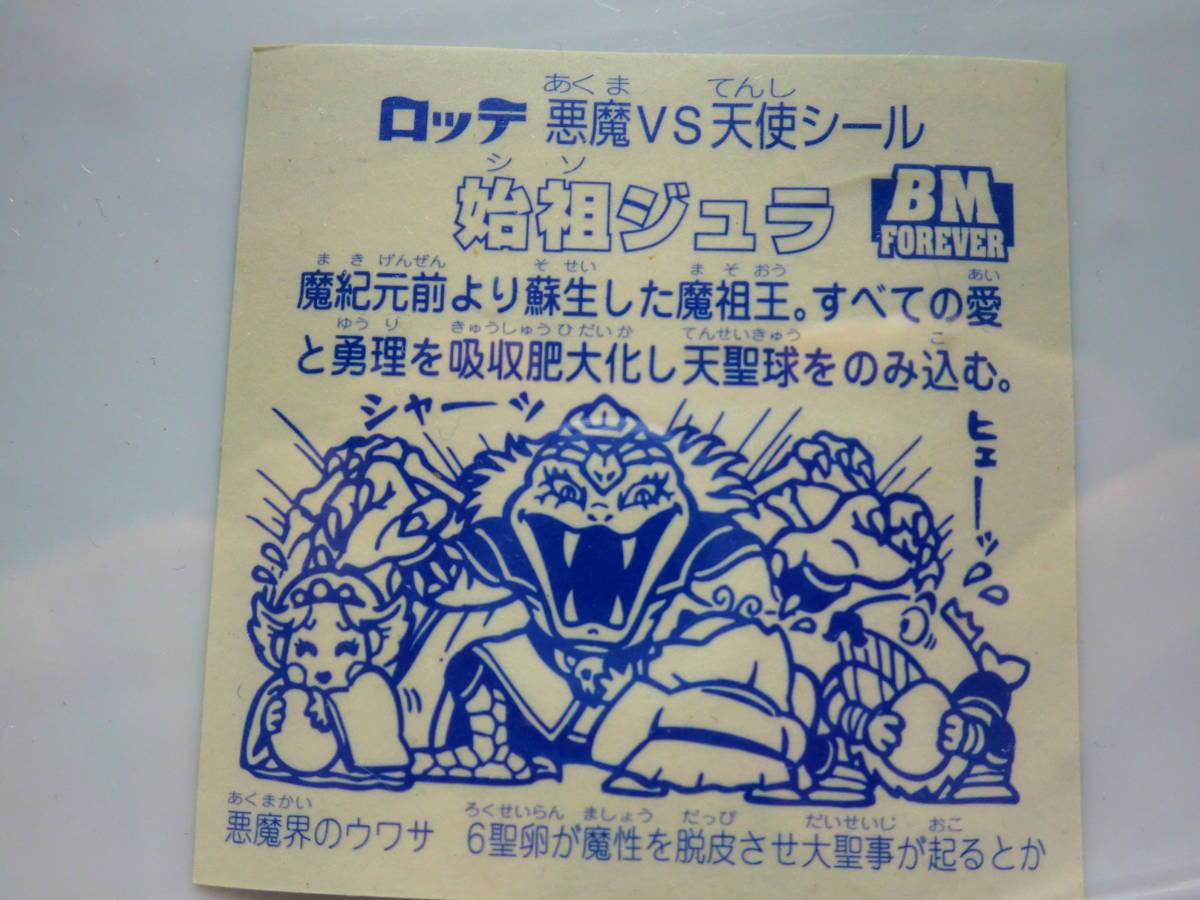 あくま てんし
ロッテ 悪魔VS天使シール
シソ
始祖ジュラ
BM
FOREVER
まきげんぜん そせい まそおう あい
魔紀元前より蘇生した魔祖王。すべての愛
ゆうり きゅうしゅうひだいか てんせいきゅう こ
と勇理を吸収肥大化し天聖球をのみ込む。
シャーッ
ヒェーッ
あくまかい ろくせいらん ましょう だっぴ だいせいじ おこ
悪魔界のウワサ 6聖卵が魔性を脱皮させ大聖事が起るとか